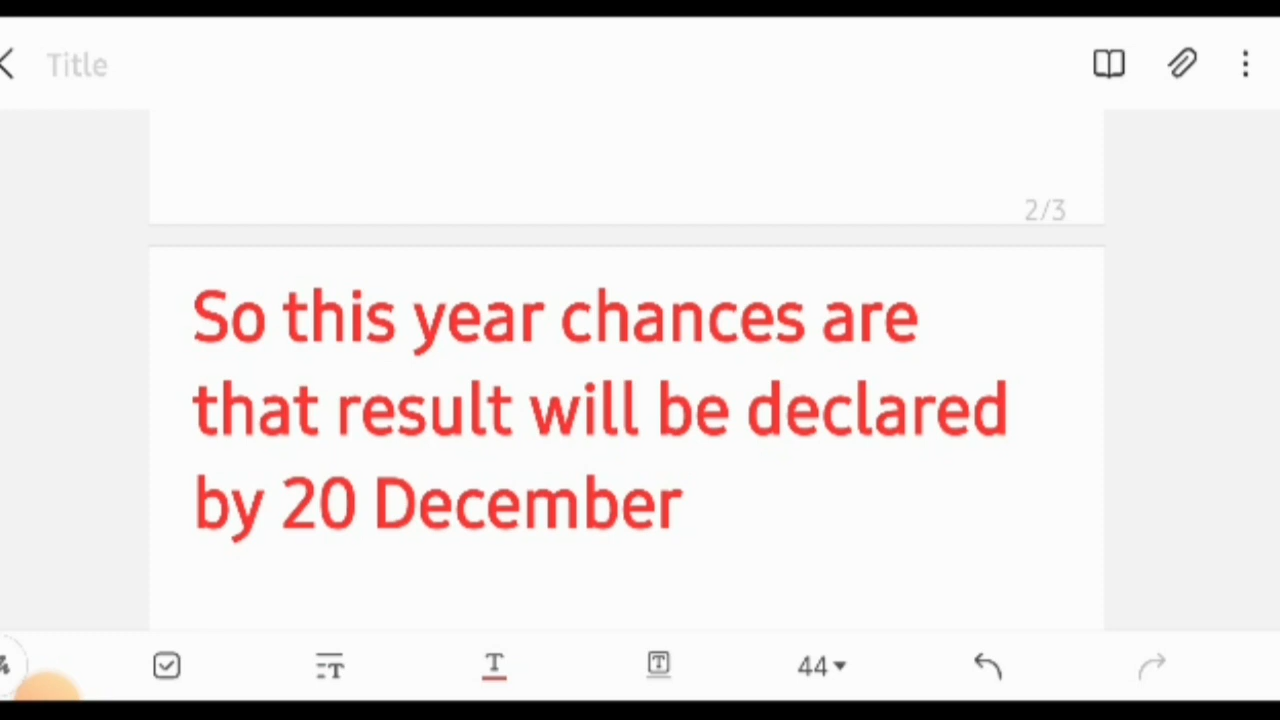 Title
2/3
So this year chances are
that result will be declared
by 20 December
44